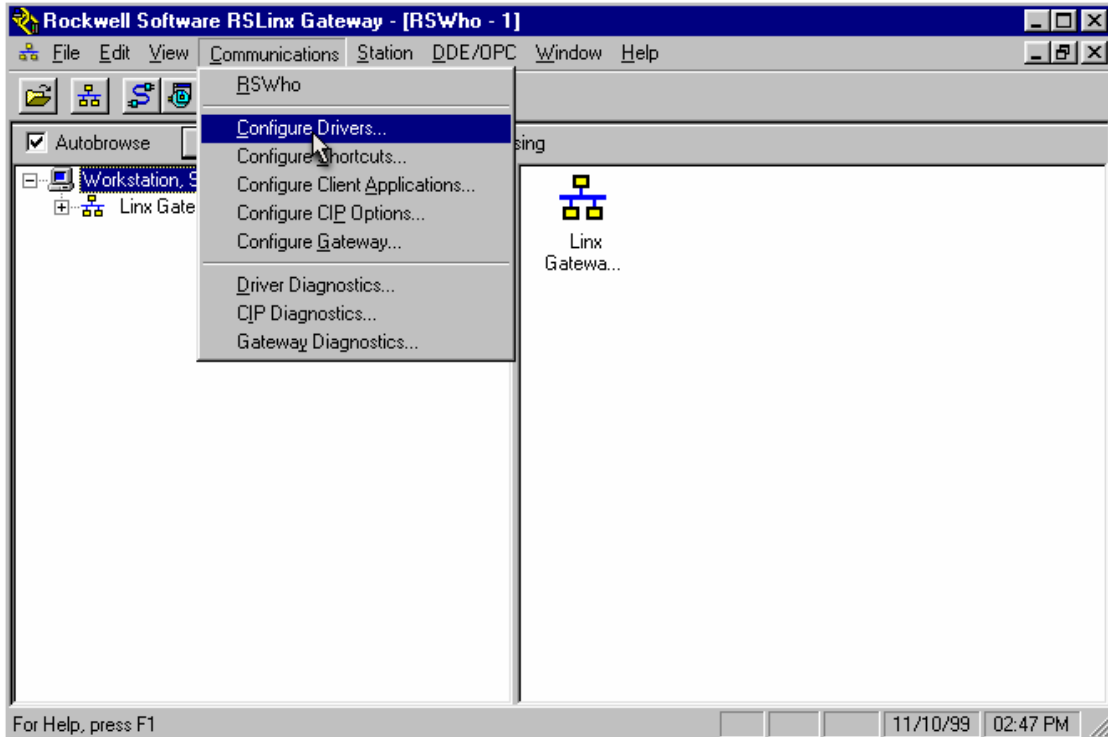 Rockwell Software RSLinx Gateway - [RSWho - 1]
File Edit View Communications Station DDE/OPC Window Help
RSWho
Configure Drivers...
Configure Shortcuts...
Configure Client Applications...
Configure CIP Options...
Configure Gateway...
Driver Diagnostics...
CIP Diagnostics...
Gateway Diagnostics...
Autobrowse sing
Workstation, S
Linx Gate
Linx
Gatewa...
For Help, press F1 11/10/99 02:47 PM